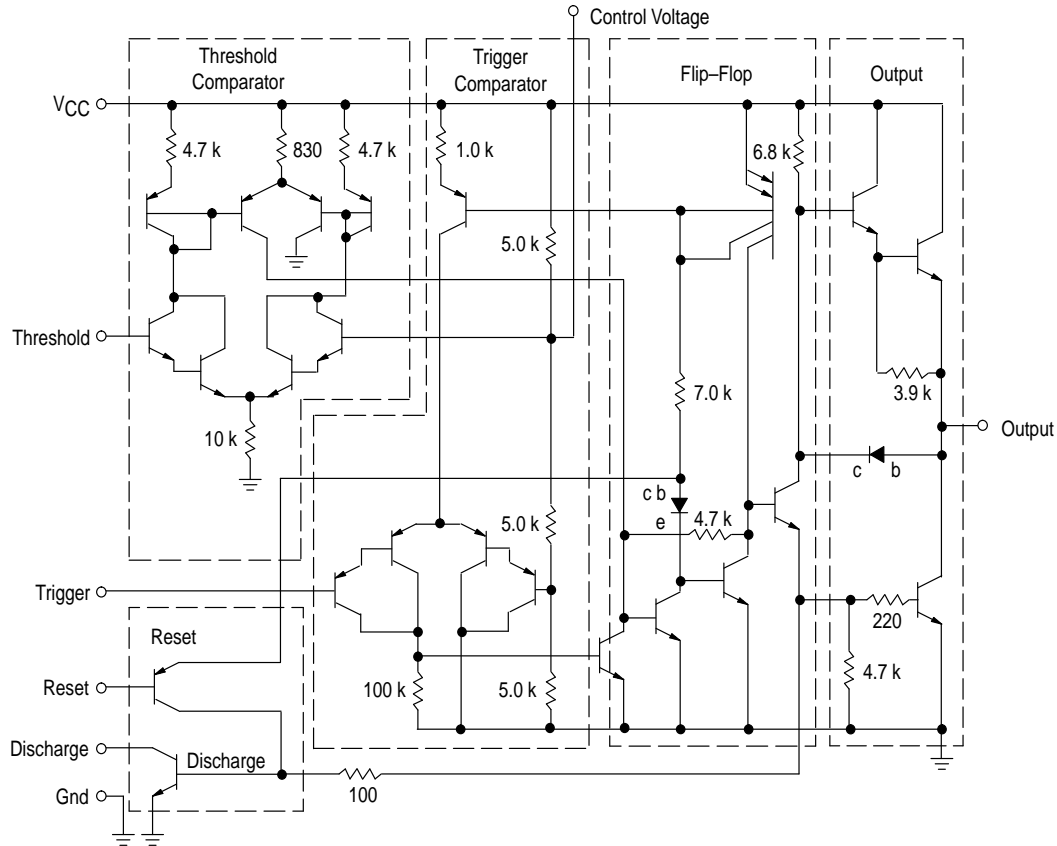 Control Voltage
Threshold
Comparator
Trigger
Comparator
Flip–Flop
Output
VCC
4.7 k
830
4.7 k
1.0 k
6.8 k
5.0 k
Threshold
7.0 k
3.9 k
Output
10 k
c b
e
c
b
5.0 k
4.7 k
Trigger
220
Reset
Reset
100 k
5.0 k
4.7 k
Discharge
Discharge
100
Gnd